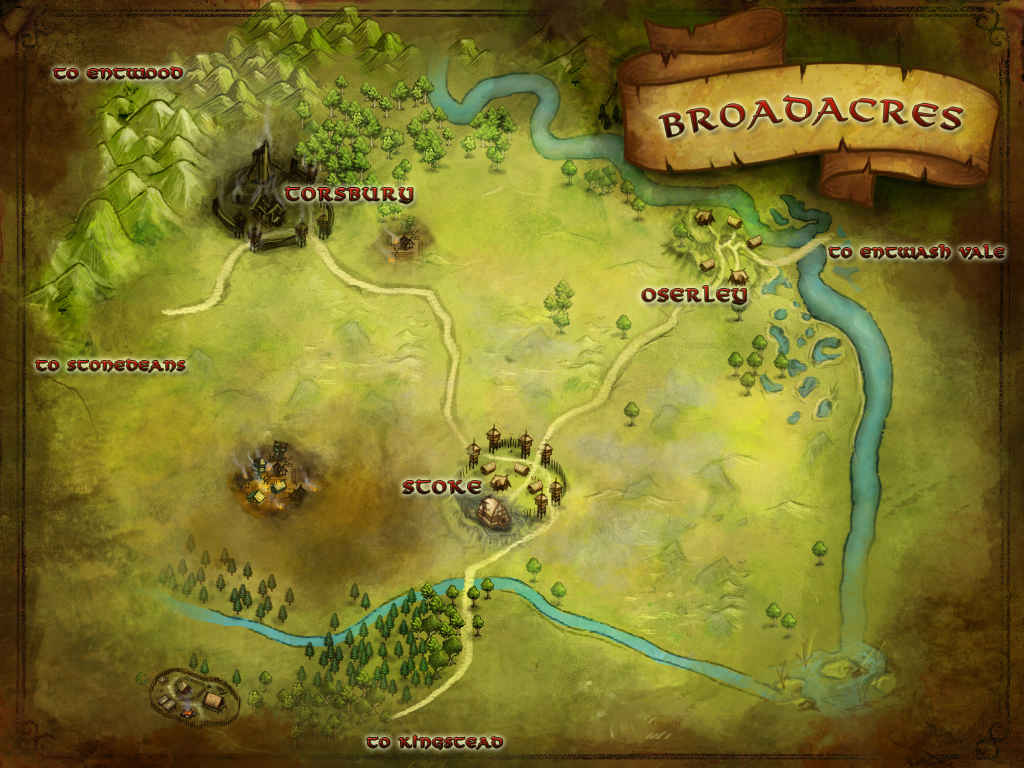 TO ENTWOOD
BROADACRES
TORSBURY
TO ENTWASH VALE
OSERLEY
TO STONEDEANS
STOKE
TO KINGSTEAD